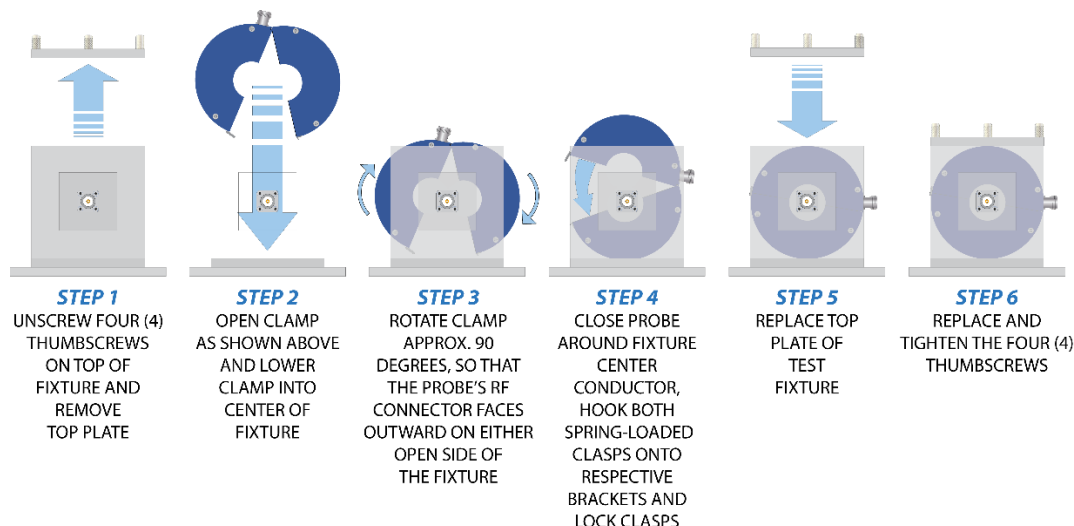 STEP 1
UNSCREW FOUR (4)
THUMBSCREWS
ON TOP OF
FIXTURE AND
REMOVE
TOP PLATE
STEP 2
OPEN CLAMP
AS SHOWN ABOVE
AND LOWER
CLAMP INTO
CENTER OF
FIXTURE
STEP 3
ROTATE CLAMP
APPROX. 90
DEGREES, SO THAT
THE PROBE'S RF
CONNECTOR FACES
OUTWARD ON EITHER
OPEN SIDE OF
THE FIXTURE
STEP 4
CLOSE PROBE
AROUND FIXTURE
CENTER
CONDUCTOR,
HOOK BOTH
SPRING-LOADED
CLASPS ONTO
RESPECTIVE
BRACKETS AND
LOCK CLASPS
STEP 5
REPLACE TOP
PLATE OF
TEST
FIXTURE
STEP 6
REPLACE AND
TIGHTEN THE FOUR (4)
THUMBSCREWS